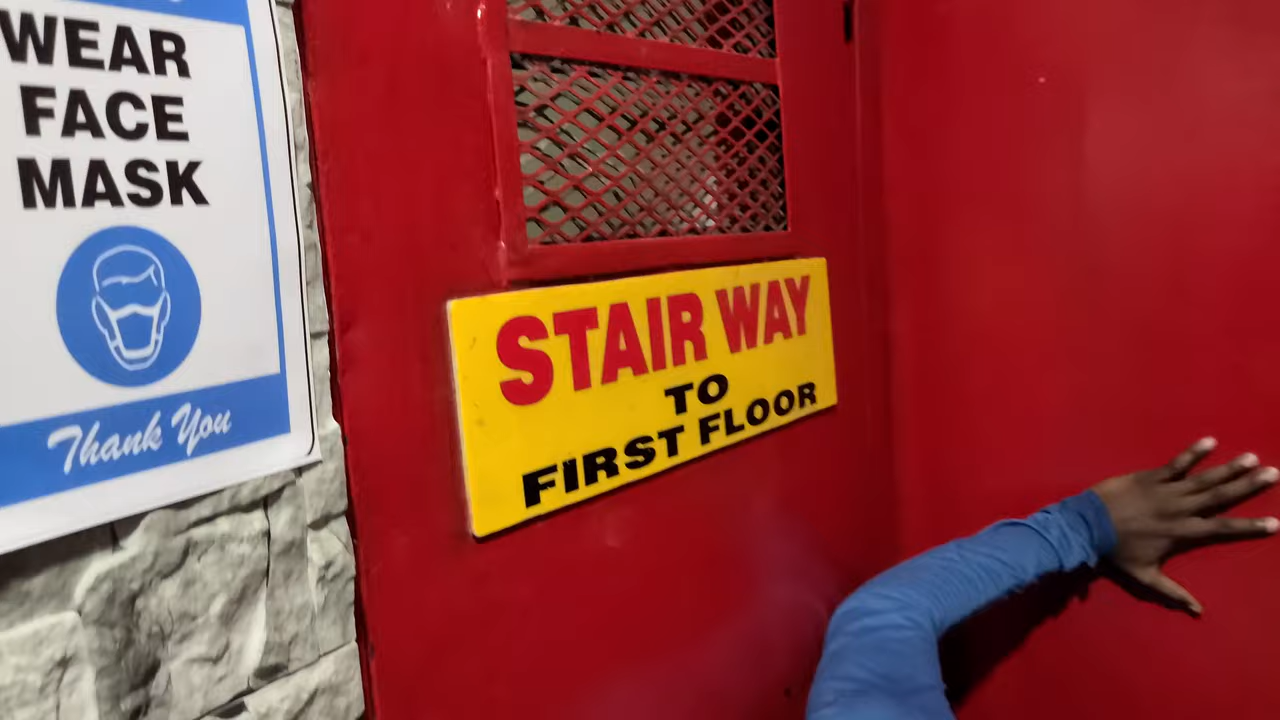 WEAR
FACE
MASK
Thank You
STAIR WAY
TO
FIRST FLOOR